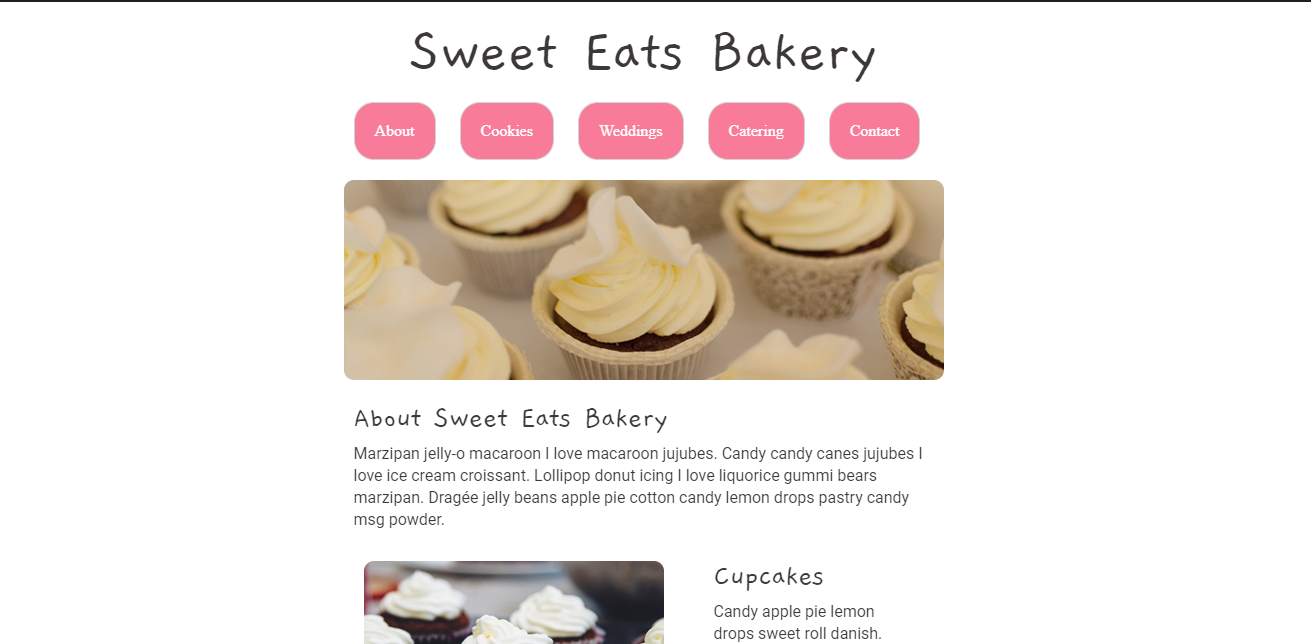 Sweet Eats Bakery
About Cookies Weddings Catering Contact
About Sweet Eats Bakery
Marzipan jelly-o macaroon I love macaroon jujubes. Candy candy canes jujubes I
love ice cream croissant. Lollipop donut icing I love liquorice gummi bears
marzipan. Dragée jelly beans apple pie cotton candy lemon drops pastry candy
msg powder.
Cupcakes
Candy apple pie lemon
drops sweet roll danish.